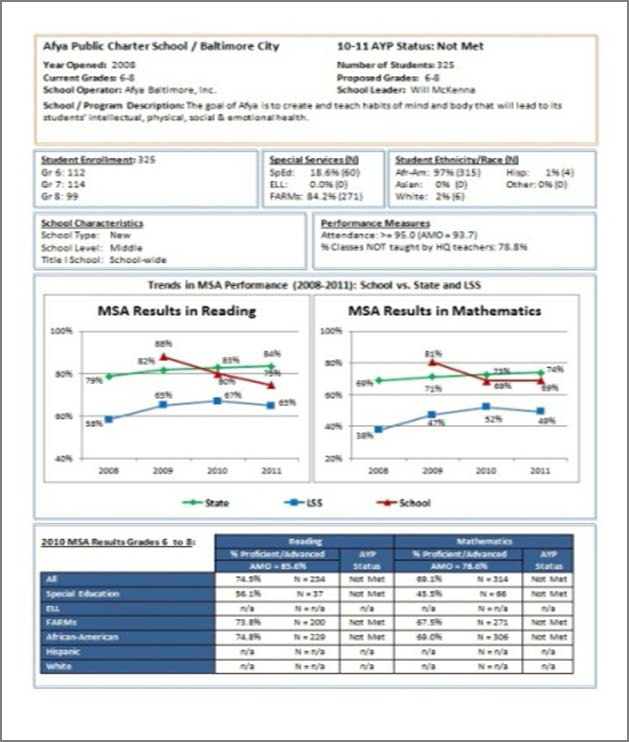 Afya Public Charter School / Baltimore City 10-11 AYP Status: Not Met
Year Opened: 2008 Number of Students: 325
Current Grades: 6-8 Proposed Grades: 6-8
School Operator: Afya Baltimore, Inc. School Leader: Will McKenna
School / Program Description: The goal of Afya is to create and teach habits of mind and body that will lead to its
students' intellectual, physical, social & emotional health.
Student Enrollment: 325 Special Services (N) Student Ethnicity/Race (N)
Gr 6: 112 SpEd: 18.6% (60) Afr-Am: 97% (315) Hisp: 1% (4)
Gr 7: 114 ELL: 0.0% (0) Asian: 0% (0) Other: 0% (0)
Gr 8: 99 FARMs: 84.2% (271) White: 2% (6)
School Characteristics Performance Measures
School Type: New Attendance: >= 95.0 (AMO = 93.7)
School Level: Middle % Classes NOT taught by HQ teachers: 78.8%
Title I School: School-wide
Trends in MSA Performance (2008-2011): School vs. State and LSS
MSA Results in Reading
100%
80%
60%
40%
79% 82% 83% 84%
88% 80% 75%
58% 65% 67% 65%
2008 2009 2010 2011
MSA Results in Mathematics
100%
80%
60%
40%
20%
69% 71% 73% 74%
81% 69% 69%
38% 47% 52% 49%
2008 2009 2010 2011
State LSS School
2010 MSA Results Grades 6 to 8: Reading Mathematics
% Proficient/Advanced AYP % Proficient/Advanced AYP
AMO = 85.6% Status AMO = 78.6% Status
All 74.5% N = 234 Not Met 69.1% N = 314 Not Met
Special Education 56.1% N = 37 Not Met 45.5% N = 66 Not Met
ELL n/a N = n/a n/a n/a N = n/a n/a
FARMs 73.8% N = 200 Not Met 67.5% N = 271 Not Met
African-American 74.8% N = 229 Not Met 69.0% N = 306 Not Met
Hispanic n/a N = n/a n/a n/a N = n/a n/a
White n/a N = n/a n/a n/a N = n/a n/a